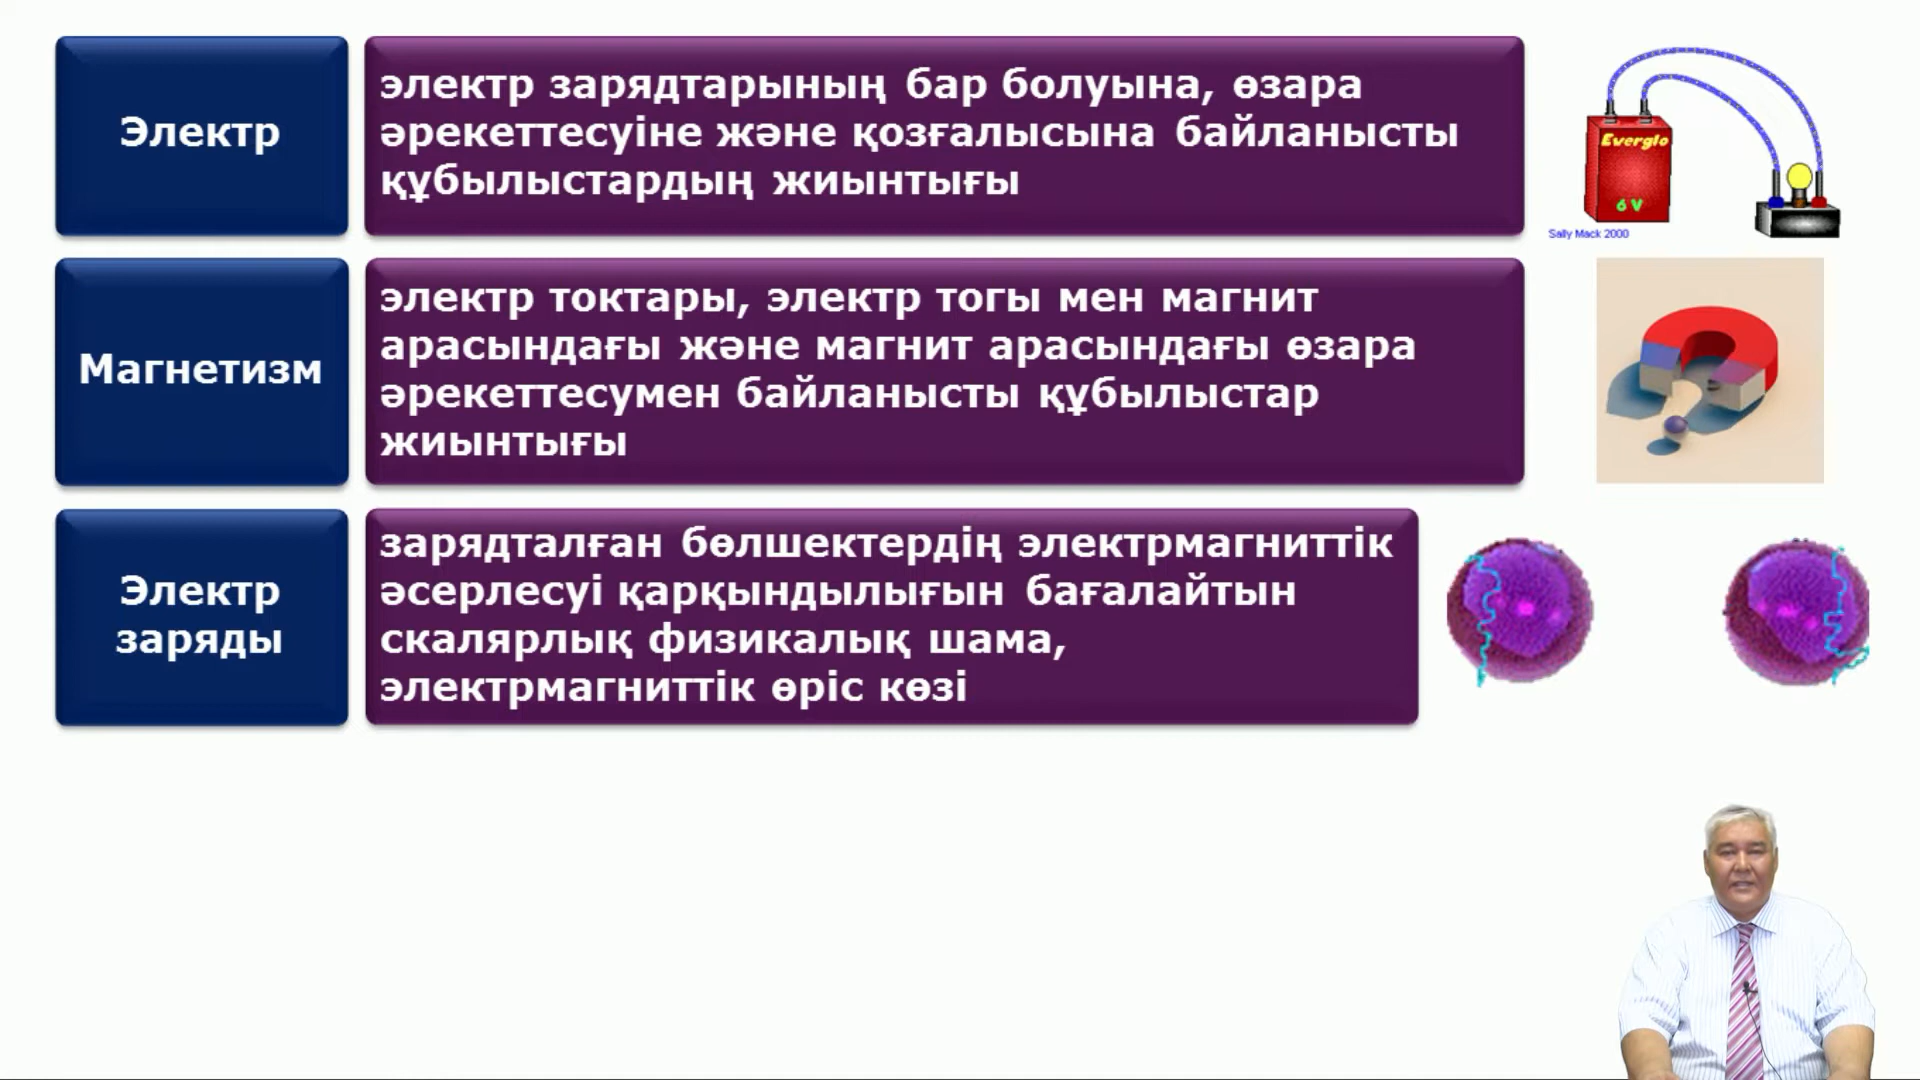 Электр
электр зарядтарының бар болуына, өзара
әрекеттесуіне және қозғалысына байланысты
құбылыстардың жиынтығы
Everglo
6 V
Sally Mack 2000
Магнетизм
электр токтары, электр тогы мен магнит
арасындағы және магнит арасындағы өзара
әрекеттесумен байланысты құбылыстар
жиынтығы
Электр
заряды
зарядталған бөлшектердің электрмагниттік
әсерлесуі қарқындылығын бағалайтын
скалярлық физикалық шама,
электрмагниттік өріс көзі